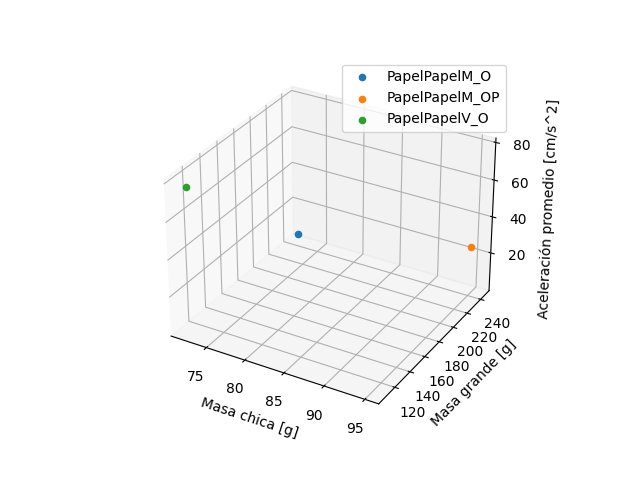 PapelPapelM_O
PapelPapelM_OP
PapelPapelV_O
80
60
40
20
Aceleración promedio [cm/s^2]
240
220
200
180
160
140
120
Masa grande [g]
75
80
85
90
95
Masa chica [g]